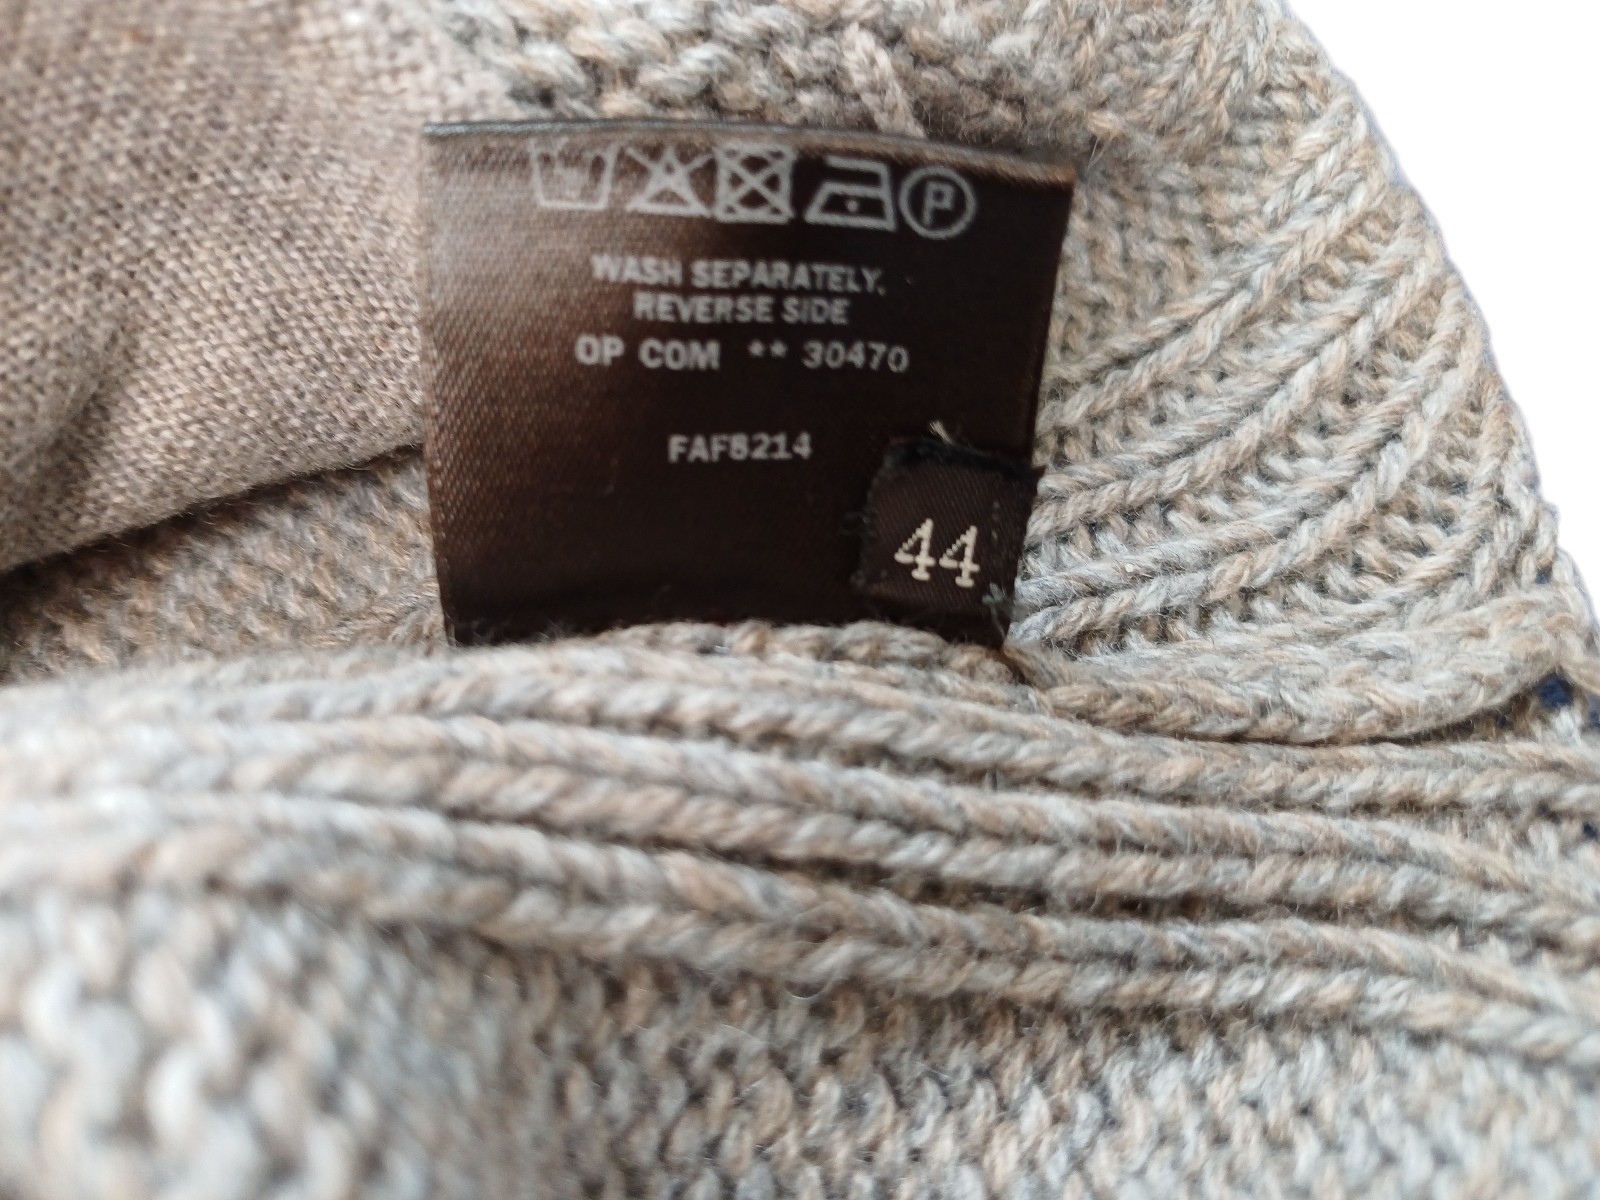 P
WASH SEPARATELY,
REVERSE SIDE
OP COM ** 30470
FAF8214
44